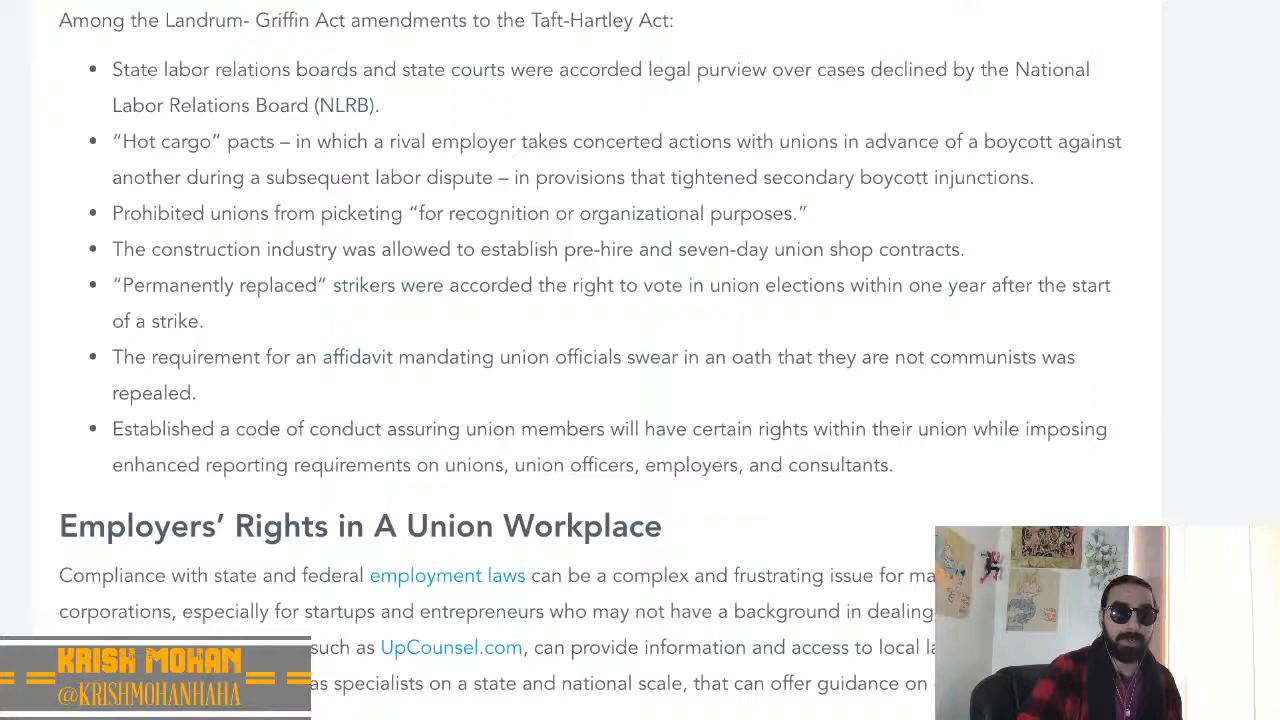 Among the Landrum- Griffin Act amendments to the Taft-Hartley Act:
• State labor relations boards and state courts were accorded legal purview over cases declined by the National
Labor Relations Board (NLRB).
• “Hot cargo” pacts – in which a rival employer takes concerted actions with unions in advance of a boycott against
another during a subsequent labor dispute – in provisions that tightened secondary boycott injunctions.
• Prohibited unions from picketing “for recognition or organizational purposes.”
• The construction industry was allowed to establish pre-hire and seven-day union shop contracts.
• “Permanently replaced” strikers were accorded the right to vote in union elections within one year after the start
of a strike.
• The requirement for an affidavit mandating union officials swear in an oath that they are not communists was
repealed.
• Established a code of conduct assuring union members will have certain rights within their union while imposing
enhanced reporting requirements on unions, union officers, employers, and consultants.
Employers’ Rights in A Union Workplace
Compliance with state and federal employment laws can be a complex and frustrating issue for
corporations, especially for startups and entrepreneurs who may not have a background in dealing
such as UpCounsel.com, can provide information and access to local
as specialists on a state and national scale, that can offer guidance on
KRISH MOHAN
@KRISHMOHANHAHA